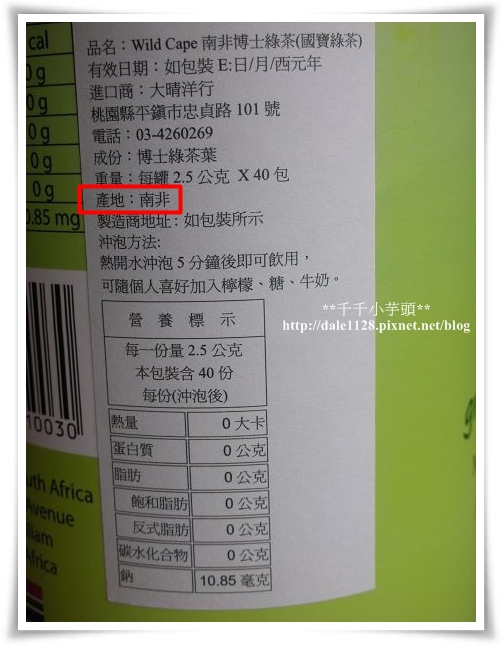 cal
0 g
0 g
0 g
0 g
0 g
0.85 mg
品名：Wild Cape 南非博士綠茶(國寶綠茶)
有效日期：如包裝 E:日/月/西元年
進口商：大晴洋行
桃園縣平鎮市忠貞路 101 號
電話：03-4260269
成份：博士綠茶葉
重量：每罐 2.5 公克 X 40 包
產地：南非
製造商地址：如包裝所示
沖泡方法:
熱開水沖泡 5 分鐘後即可飲用，
可隨個人喜好加入檸檬、糖、牛奶。
**千千小芋頭**
http://dale1128.pixnet.net/blog
營 養 標 示
每一份量 2.5 公克
本包裝含 40 份
每份(沖泡後)
熱量 0 大卡
蛋白質 0 公克
脂肪 0 公克
飽和脂肪 0 公克
反式脂肪 0 公克
碳水化合物 0 公克
鈉 10.85 毫克
10030
uth Africa
Avenue
liam
Africa